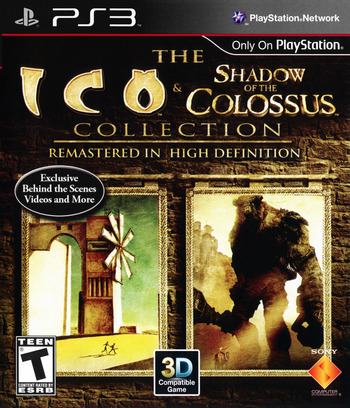 PS3
PlayStation Network
Only On PlayStation®
THE
ICO & SHADOW OF THE COLOSSUS™
COLLECTION
REMASTERED IN HIGH DEFINITION
Exclusive
Behind the Scenes
Videos and More
TEEN
T
CONTENT RATED BY
ESRB
3D
Compatible
Game
SONY